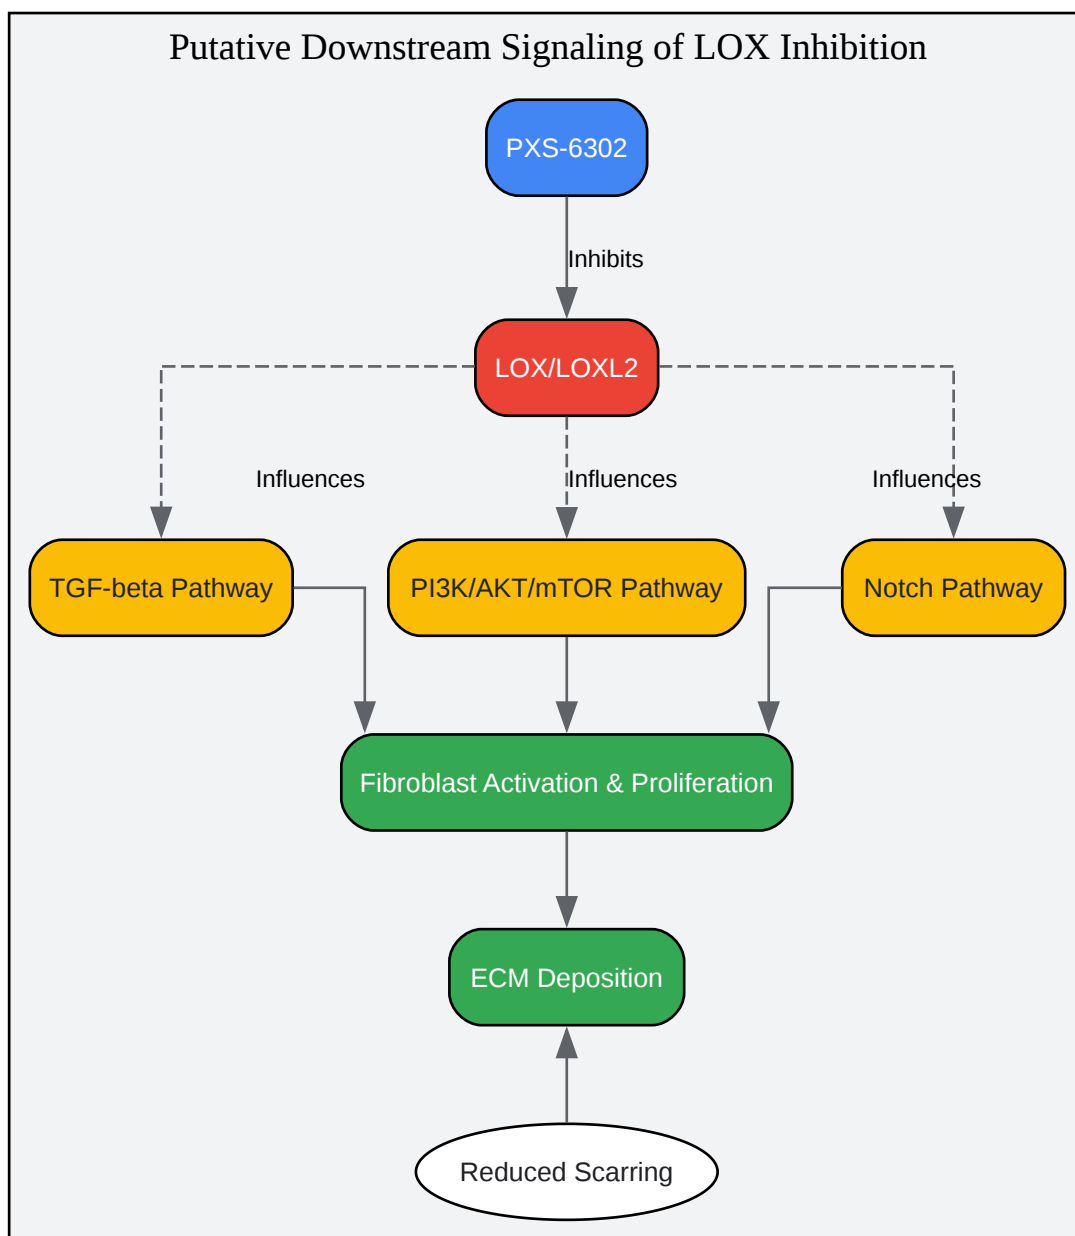 Putative Downstream Signaling of LOX Inhibition
PXS-6302
Inhibits
LOX/LOXL2
Influences
Influences
Influences
TGF-beta Pathway
PI3K/AKT/mTOR Pathway
Notch Pathway
Fibroblast Activation & Proliferation
ECM Deposition
Reduced Scarring